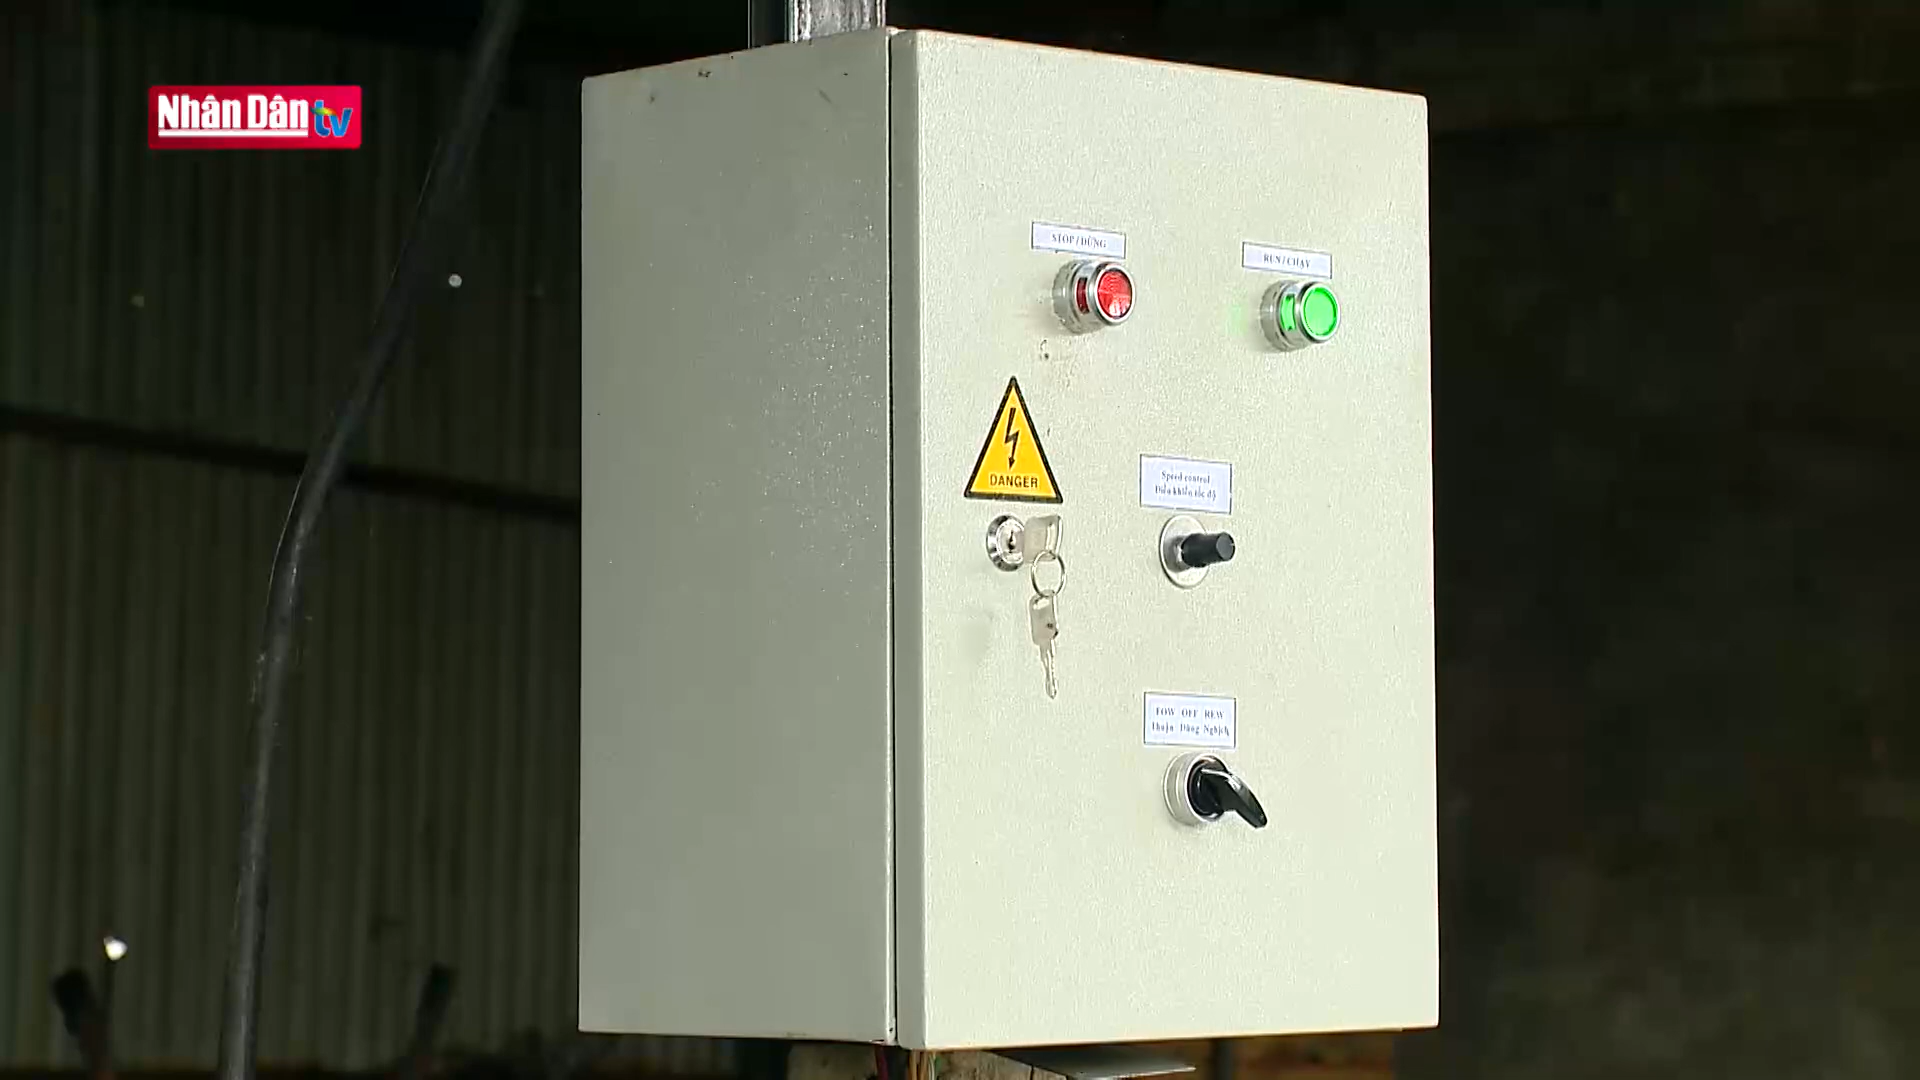 Nhân Dân tv
STOP/DỪNG
RUN/CHẠY
DANGER
Speed control
Điều khiển tốc độ
FOW OFF REW
Thuận Dừng Nghịch